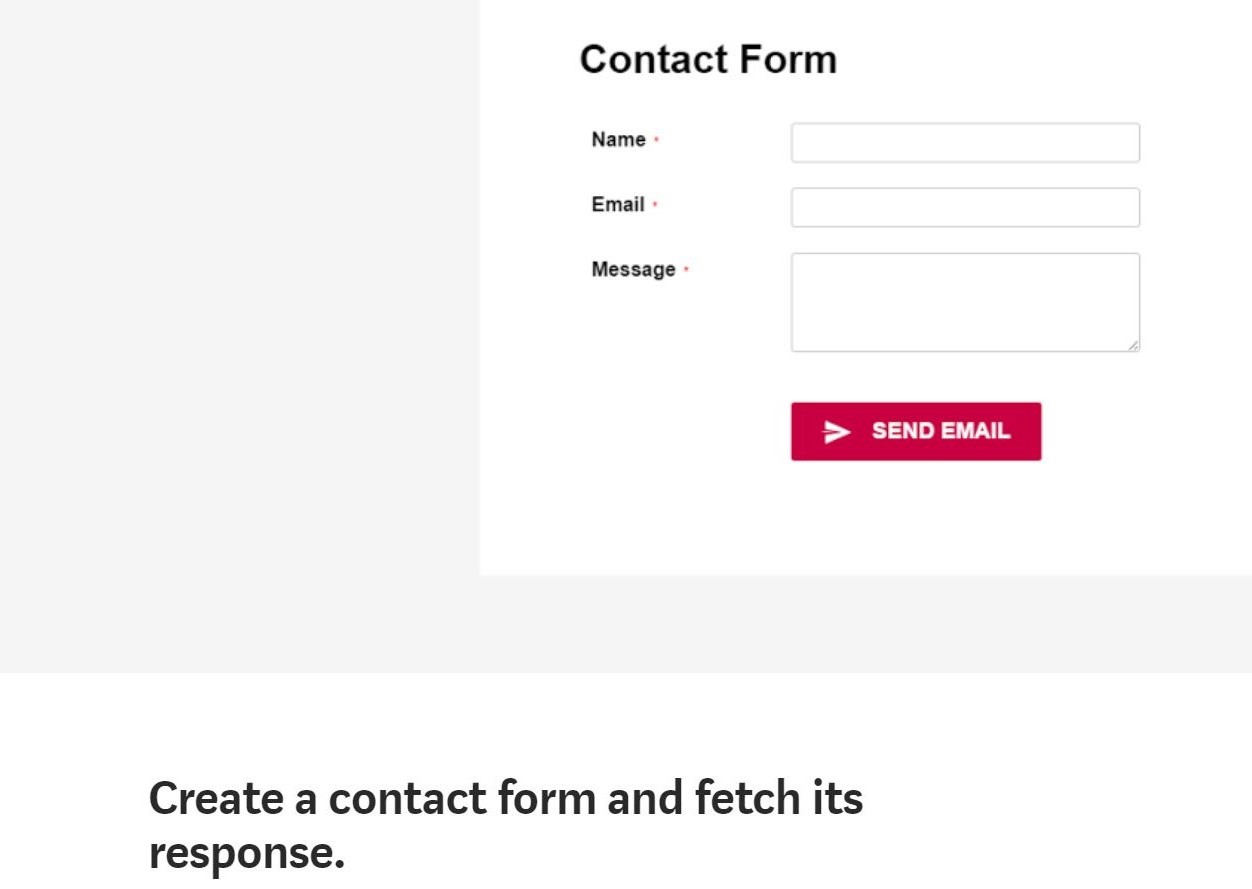 Contact Form
Name *
Email *
Message *
SEND EMAIL
Create a contact form and fetch its
response.